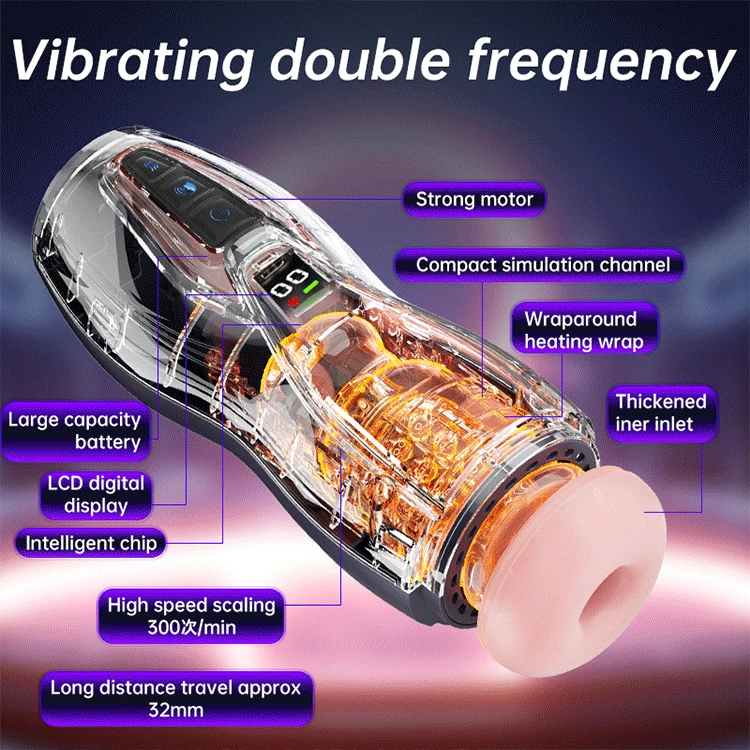 Vibrating double frequency
Strong motor
Compact simulation channel
Wraparound
heating wrap
Thickened
iner inlet
00
Large capacity
battery
LCD digital
display
Intelligent chip
High speed scaling
300次/min
Long distance travel approx
32mm